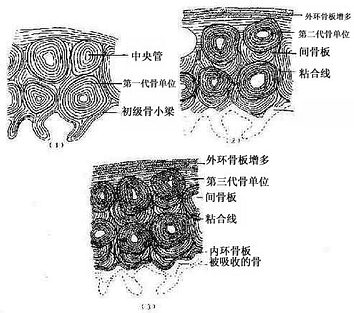 中央管
第一代骨单位
初级骨小梁
(1)
外环骨板增多
第二代骨单位
间骨板
粘合线
(2)
外环骨板增多
第三代骨单位
间骨板
粘合线
内环骨板
被吸收的骨
(3)